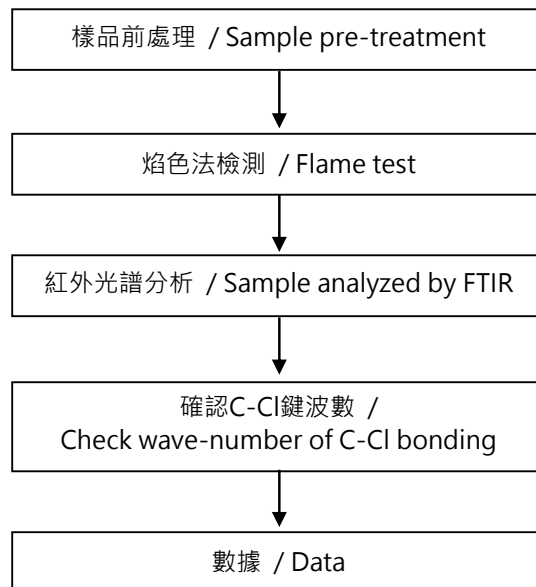 樣品前處理 / Sample pre-treatment
焰色法檢測 / Flame test
紅外光譜分析 / Sample analyzed by FTIR
確認C-Cl鍵波數 /
Check wave-number of C-Cl bonding
數據 / Data